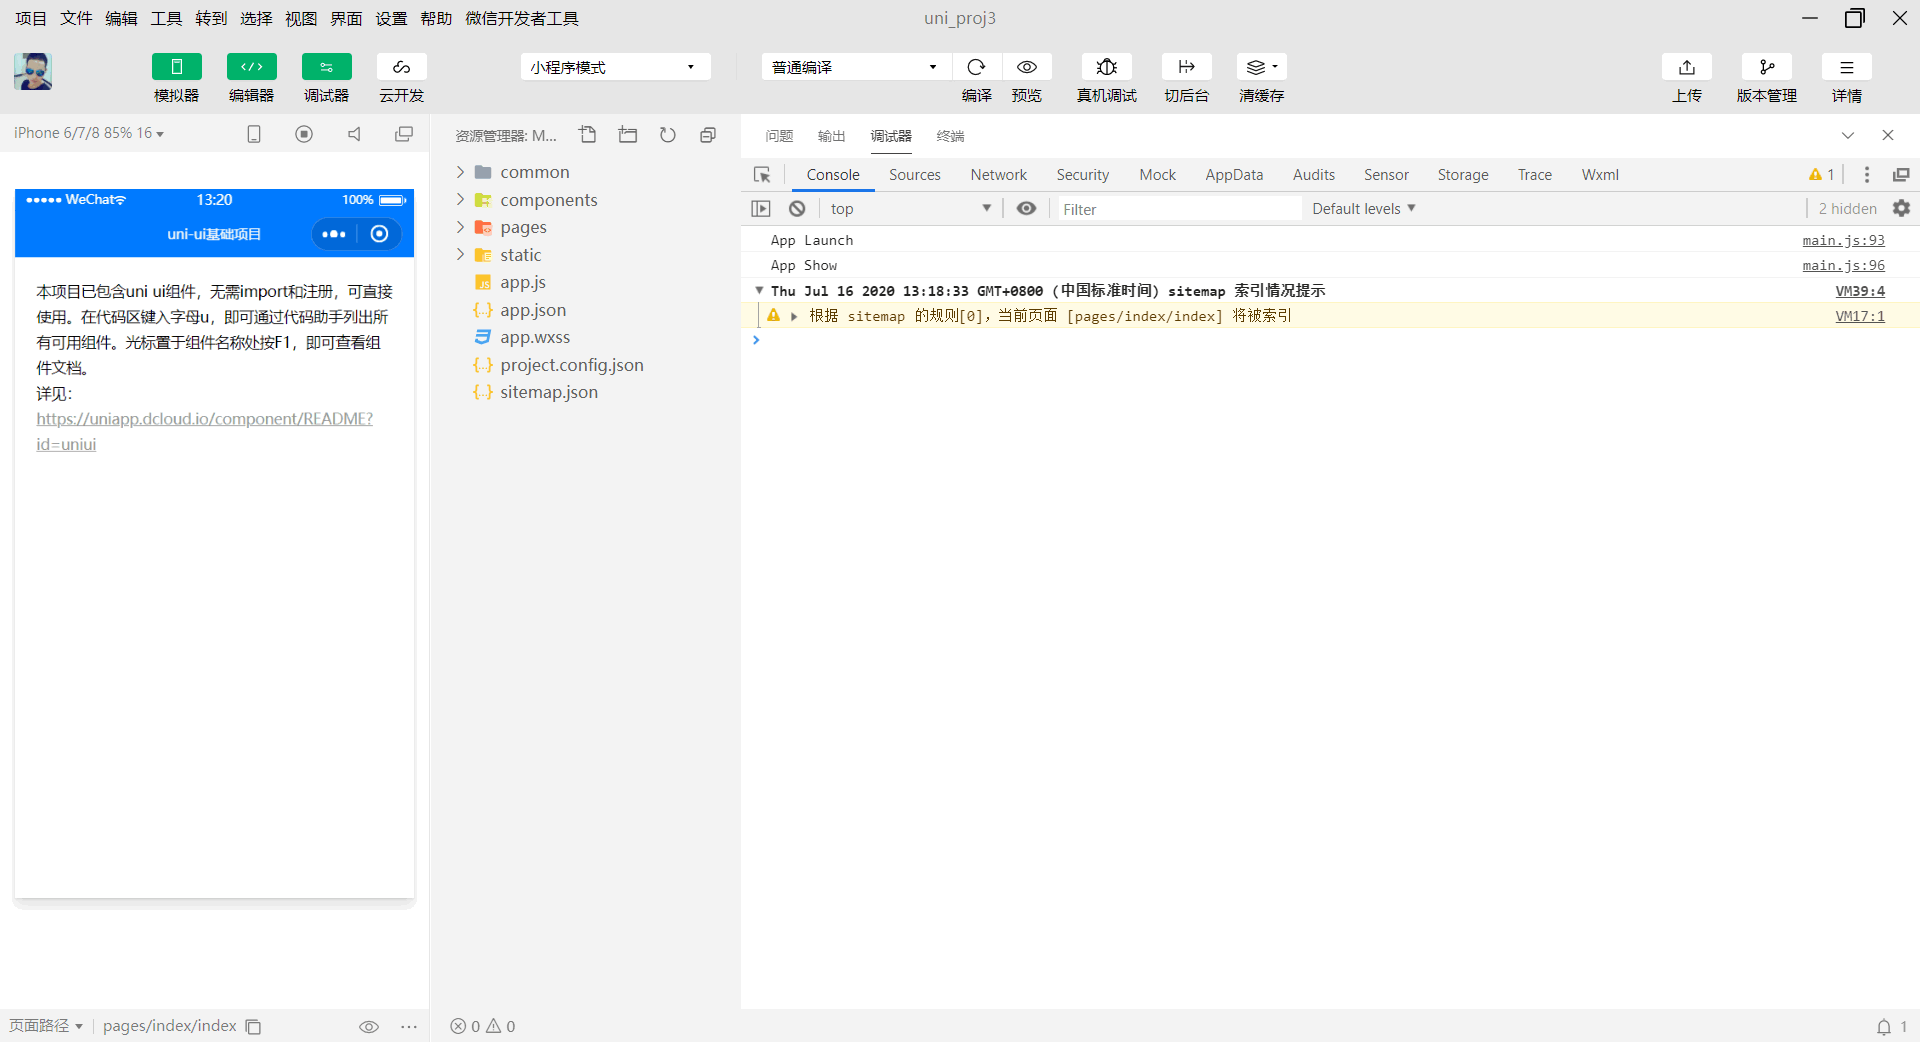 项目 文件 编辑 工具 转到 选择 视图 界面 设置 帮助 微信开发者工具
uni_proj3
模拟器 编辑器 调试器 云开发
小程序模式
普通编译
编译 预览 真机调试 切后台 清缓存
上传 版本管理 详情
iPhone 6/7/8 85% 16
WeChat 13:20 100%
uni-ui基础项目
本项目已包含uni ui组件，无需import和注册，可直接
使用。在代码区键入字母u，即可通过代码助手列出所
有可用组件。光标置于组件名称处按F1，即可查看组
件文档。
详见：
https://uniapp.dcloud.io/component/README?
id=uniui
页面路径 pages/index/index
资源管理器: M...
common
components
pages
static
JS app.js
{..} app.json
app.wxss
{..} project.config.json
{..} sitemap.json
0 0
问题 输出 调试器 终端
Console Sources Network Security Mock AppData Audits Sensor Storage Trace Wxml 1
top Filter Default levels 2 hidden
App Launch main.js:93
App Show main.js:96
Thu Jul 16 2020 13:18:33 GMT+0800 (中国标准时间) sitemap 索引情况提示 VM39:4
根据 sitemap 的规则[0]，当前页面 [pages/index/index] 将被索引 VM17:1
1